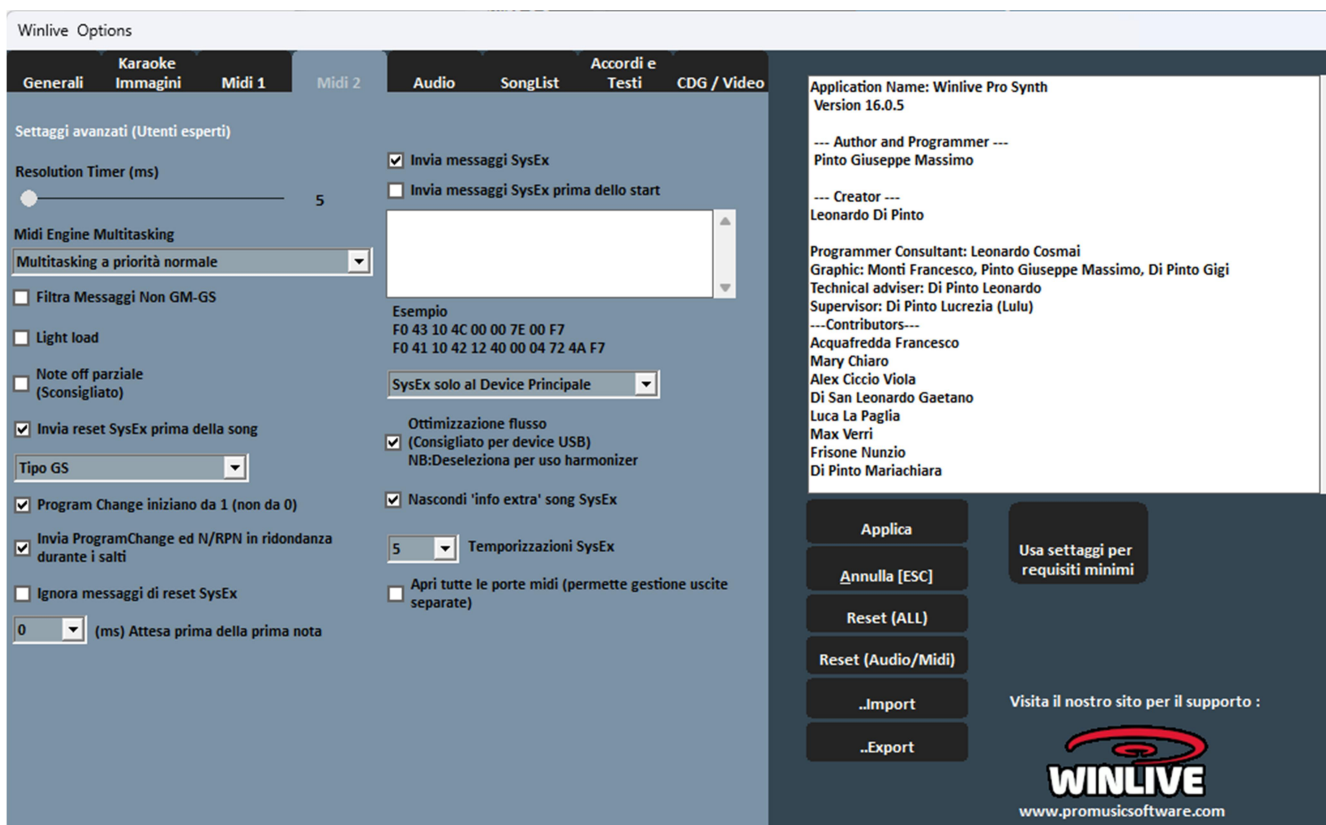 Winlive Options
Generali
Karaoke
Immagini
Midi 1
Midi 2
Audio
SongList
Accordi e
Testi
CDG / Video
Settaggi avanzati (Utenti esperti)
Resolution Timer (ms)
5
Midi Engine Multitasking
Multitasking a priorità normale
Filtra Messaggi Non GM-GS
Light load
Note off parziale
(Sconsigliato)
Invia reset SysEx prima della song
Tipo GS
Program Change iniziano da 1 (non da 0)
Invia ProgramChange ed N/RPN in ridondanza
durante i salti
Ignora messaggi di reset SysEx
0
(ms) Attesa prima della prima nota
Invia messaggi SysEx
Invia messaggi SysEx prima dello start
Esempio
F0 43 10 4C 00 00 7E 00 F7
F0 41 10 42 12 40 00 04 72 4A F7
SysEx solo al Device Principale
Ottimizzazione flusso
(Consigliato per device USB)
NB:Deseleziona per uso harmonizer
Nascondi 'info extra' song SysEx
5
Temporizzazioni SysEx
Apri tutte le porte midi (permette gestione uscite
separate)
Application Name: Winlive Pro Synth
Version 16.0.5
--- Author and Programmer ---
Pinto Giuseppe Massimo
--- Creator ---
Leonardo Di Pinto
Programmer Consultant: Leonardo Cosmai
Graphic: Monti Francesco, Pinto Giuseppe Massimo, Di Pinto Gigi
Technical adviser: Di Pinto Leonardo
Supervisor: Di Pinto Lucrezia (Lulu)
---Contributors---
Acquafredda Francesco
Mary Chiaro
Alex Ciccio Viola
Di San Leonardo Gaetano
Luca La Paglia
Max Verri
Frisone Nunzio
Di Pinto Mariachiara
Applica
Annulla [ESC]
Reset (ALL)
Reset (Audio/Midi)
..Import
..Export
Usa settaggi per
requisiti minimi
Visita il nostro sito per il supporto :
WINLIVE
www.promusicsoftware.com